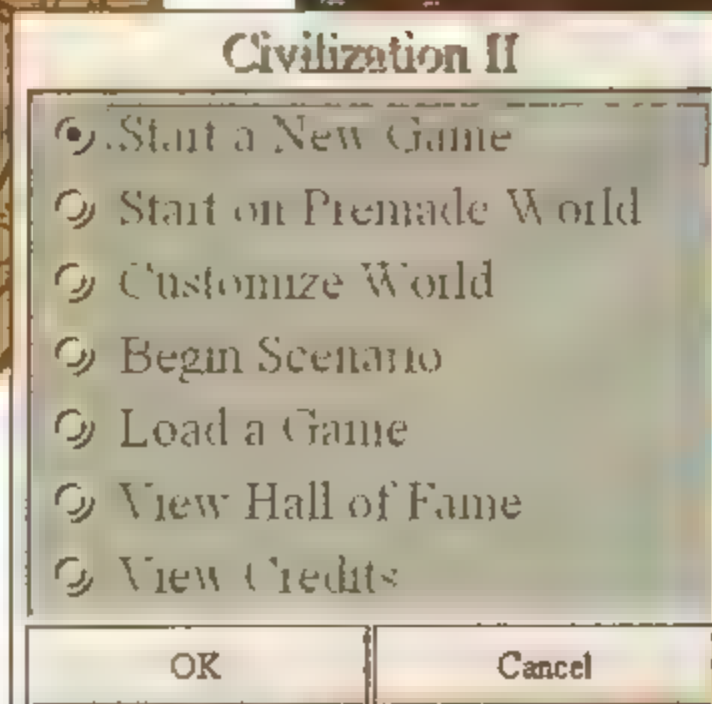 Civilization II
Start a New Game
Start on Premade World
Customize World
Begin Scenario
Load a Game
View Hall of Fame
View Credits
OK
Cancel